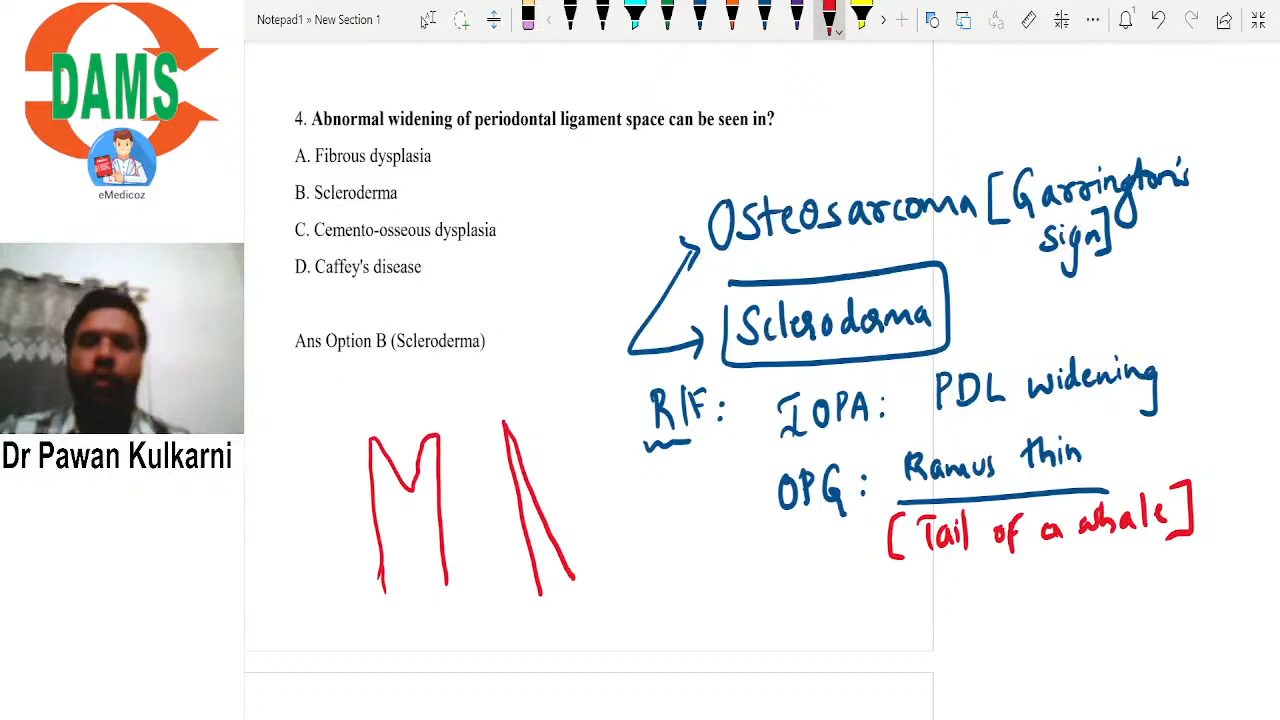 DAMS
eMedicoz
Dr Pawan Kulkarni
Notepad1 » New Section 1
4. Abnormal widening of periodontal ligament space can be seen in?
A. Fibrous dysplasia
B. Scleroderma
C. Cemento-osseous dysplasia
D. Caffey's disease
Ans Option B (Scleroderma)
Osteosarcoma [Garrington's
sign]
Scleroderma
R/F: IOPA: PDL widening
OPG: Ramus thin
[Tail of a whale]